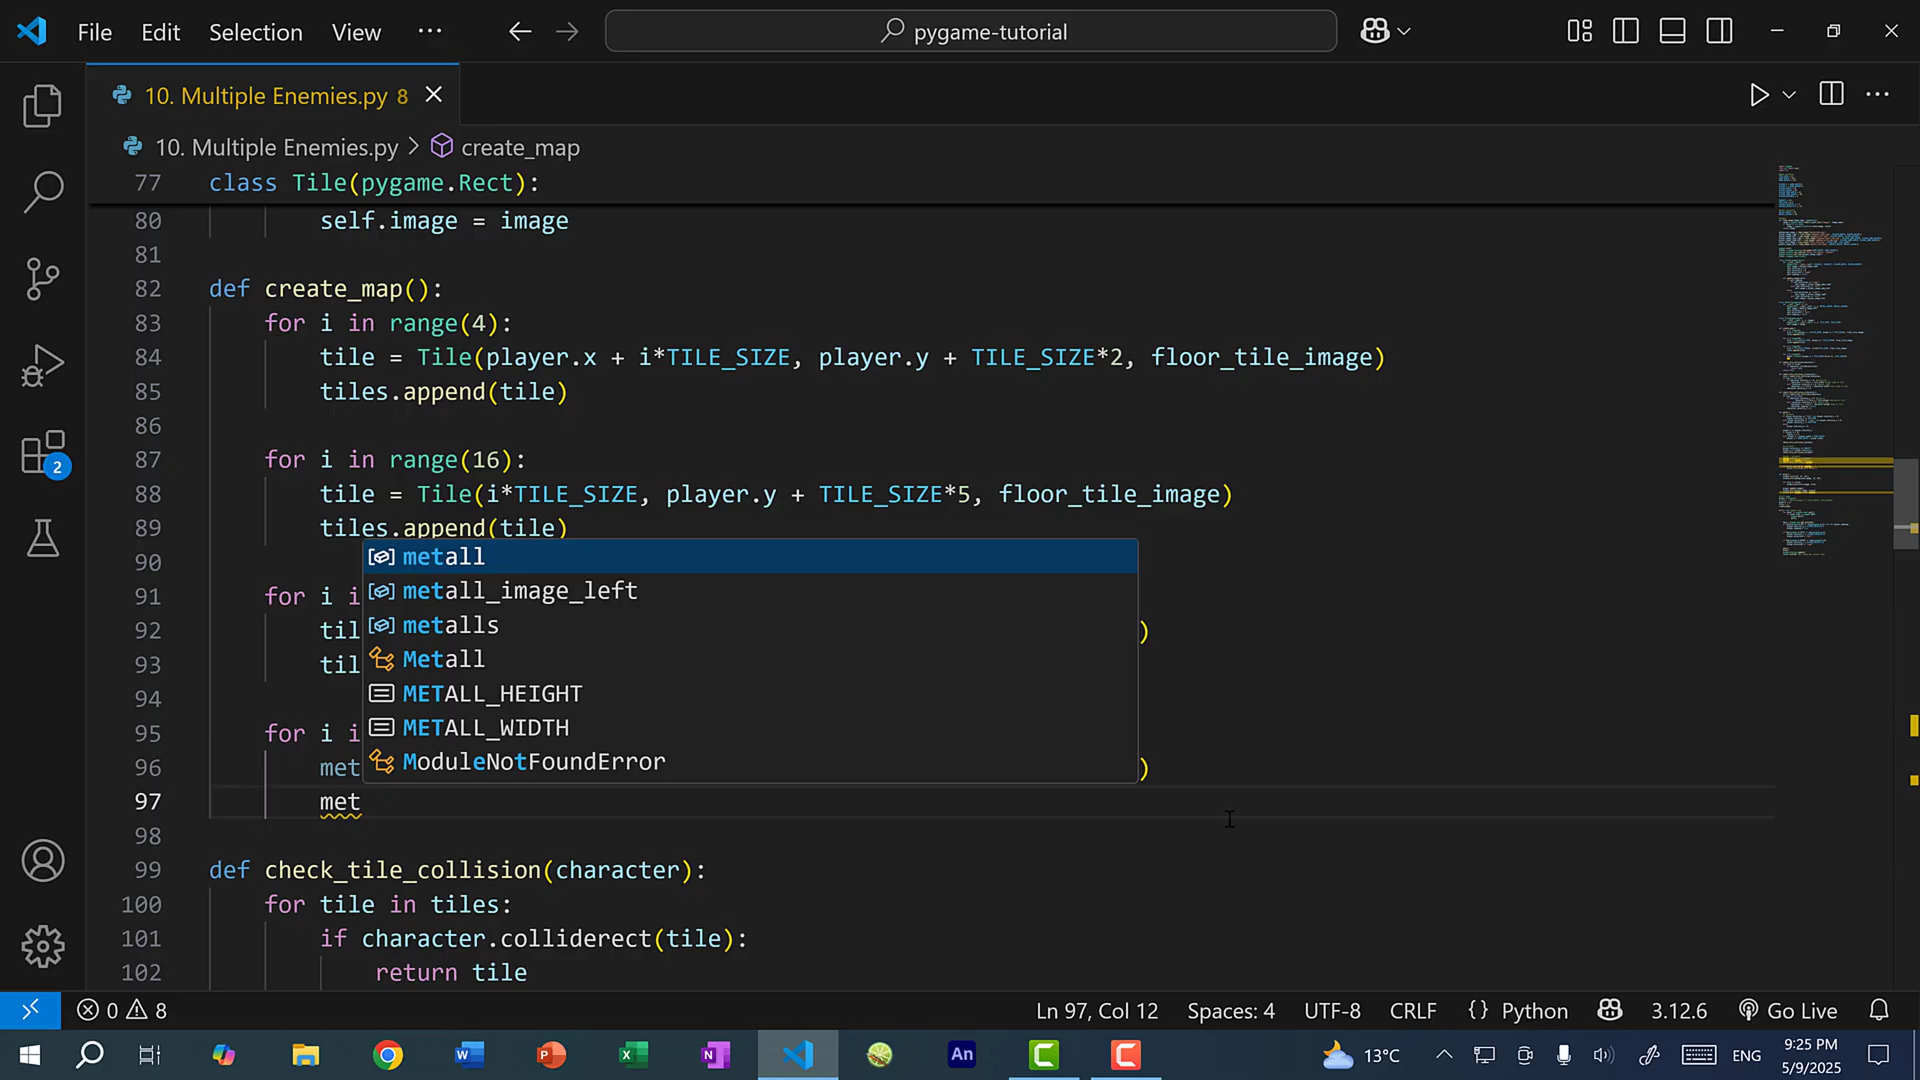 File Edit Selection View ··· pygame-tutorial
10. Multiple Enemies.py 8
10. Multiple Enemies.py > create_map
77 class Tile(pygame.Rect):
80 self.image = image
81
82 def create_map():
83 for i in range(4):
84 tile = Tile(player.x + i*TILE_SIZE, player.y + TILE_SIZE*2, floor_tile_image)
85 tiles.append(tile)
86
87 for i in range(16):
88 tile = Tile(i*TILE_SIZE, player.y + TILE_SIZE*5, floor_tile_image)
89 tiles.append(tile)
90 metall
metall_image_left
91 for i i
metalls
92 til )
Metall
93 til
METALL_HEIGHT
94
METALL_WIDTH
95 for i i
ModuleNotFoundError
96 met )
97 met
98
99 def check_tile_collision(character):
100 for tile in tiles:
101 if character.colliderect(tile):
102 return tile
2
0 8 Ln 97, Col 12 Spaces: 4 UTF-8 CRLF {} Python 3.12.6 Go Live
13°C ENG 9:25 PM
5/9/2025